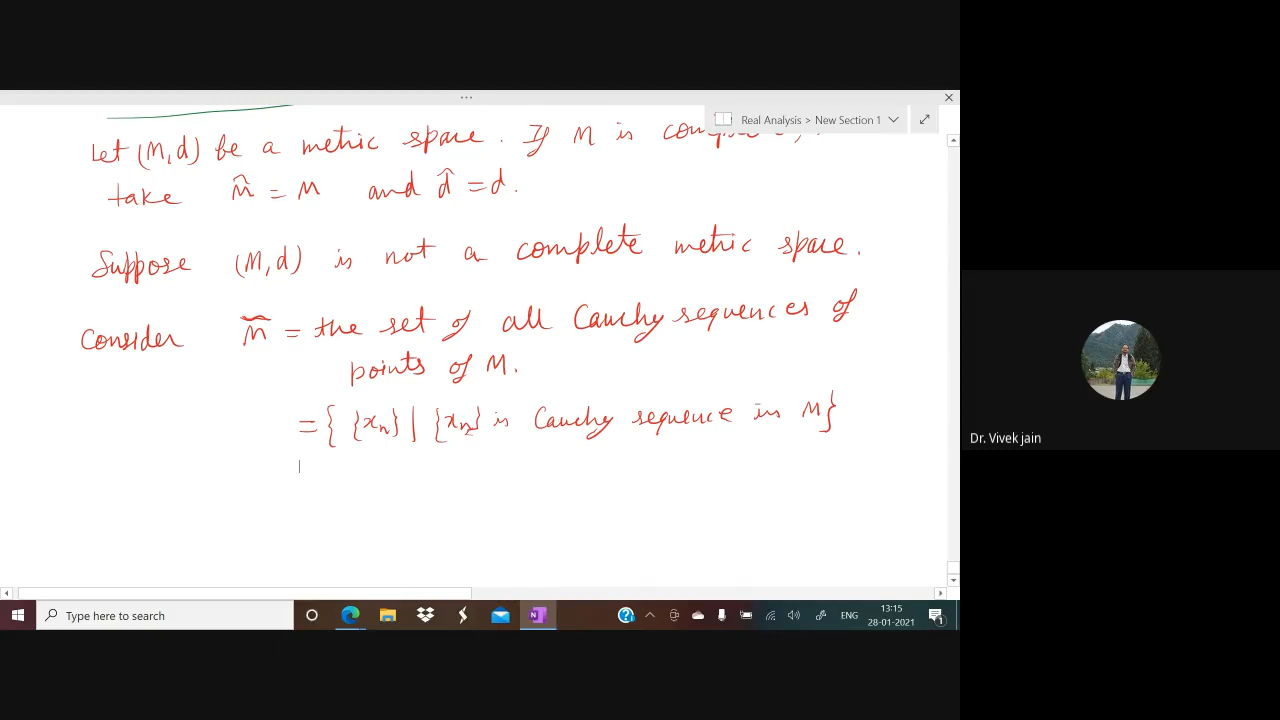 Real Analysis > New Section 1
Let (M,d) be a metric space. If M is
take M̂ = M and d̂ = d.
Suppose (M,d) is not a complete metric space.
Consider M̃ = the set of all Cauchy sequences of
points of M.
= { {xₙ} | {xₙ} is Cauchy sequence in M}
Dr. Vivek jain
Type here to search
ENG
13:15
28-01-2021
1